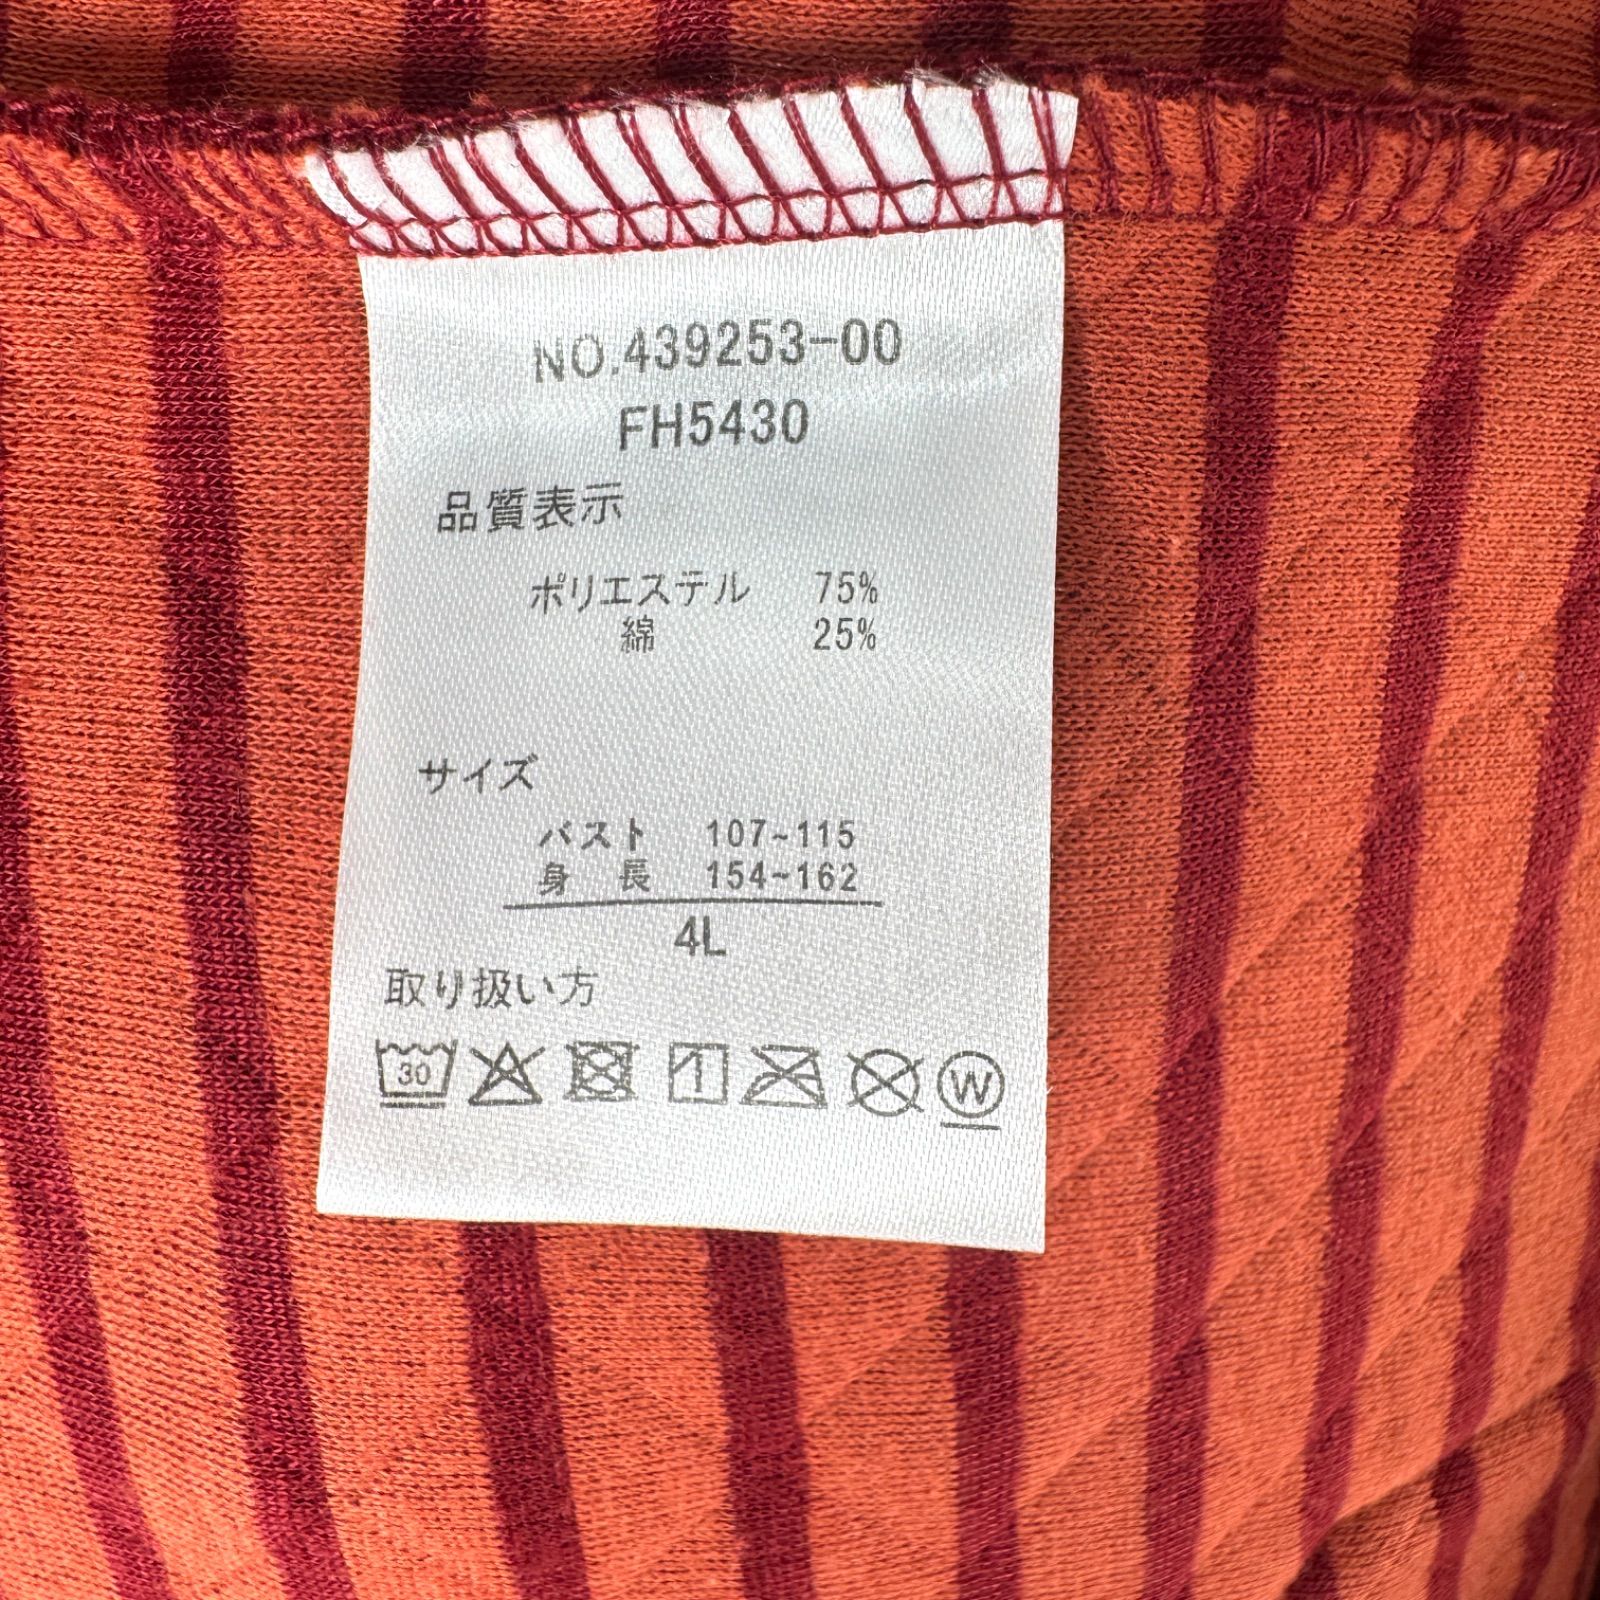 NO.439253-00
FH5430
品質表示
ポリエステル 75%
綿 25%
サイズ
バスト 107~115
身 長 154~162
4L
取り扱い方
30
1
W